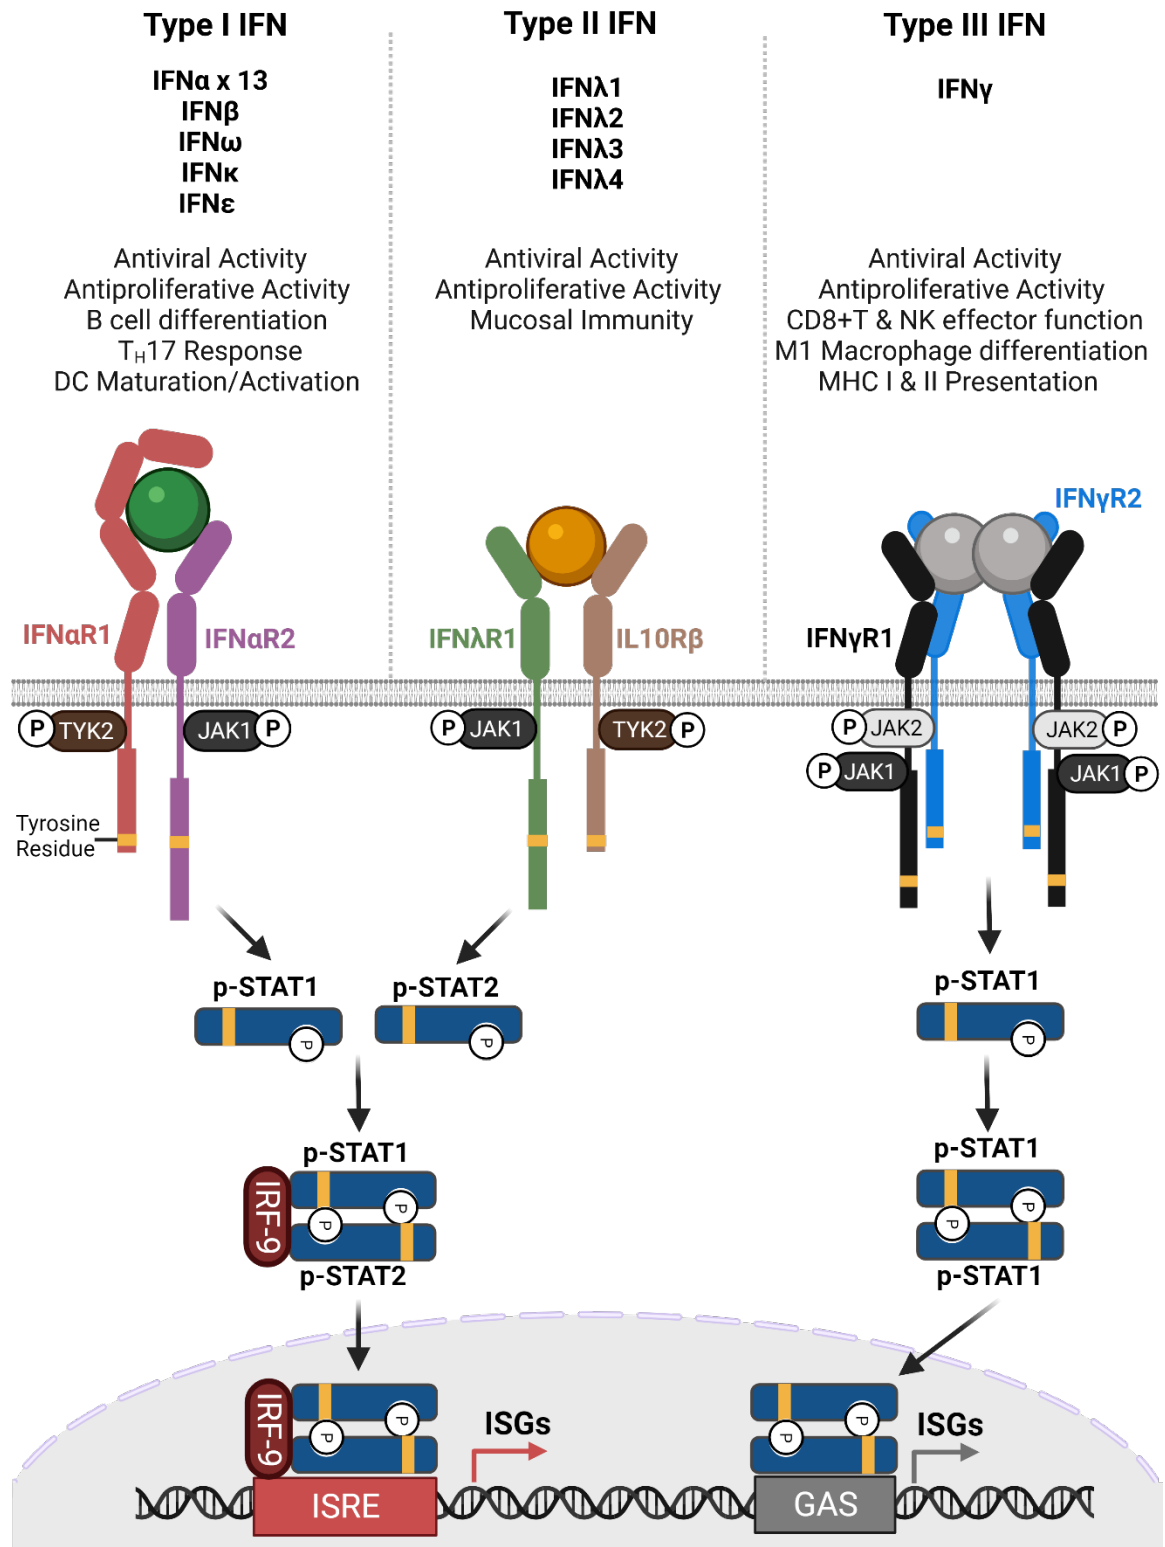 Type I IFN
IFNα x 13
IFNβ
IFNω
IFNκ
IFNε
Antiviral Activity
Antiproliferative Activity
B cell differentiation
TH17 Response
DC Maturation/Activation
Type II IFN
IFNλ1
IFNλ2
IFNλ3
IFNλ4
Antiviral Activity
Antiproliferative Activity
Mucosal Immunity
Type III IFN
IFNγ
Antiviral Activity
Antiproliferative Activity
CD8+T & NK effector function
M1 Macrophage differentiation
MHC I & II Presentation
IFNαR1
IFNαR2
P
TYK2
JAK1
P
Tyrosine
Residue
IFNλR1
IL10Rβ
P
JAK1
TYK2
P
IFNγR2
IFNγR1
P
JAK2
JAK2
P
P
JAK1
JAK1
P
p-STAT1
P
p-STAT2
P
p-STAT1
IRF-9
P
P
p-STAT2
p-STAT1
P
p-STAT1
P
P
p-STAT1
IRF-9
P
P
ISGs
ISRE
P
P
ISGs
GAS